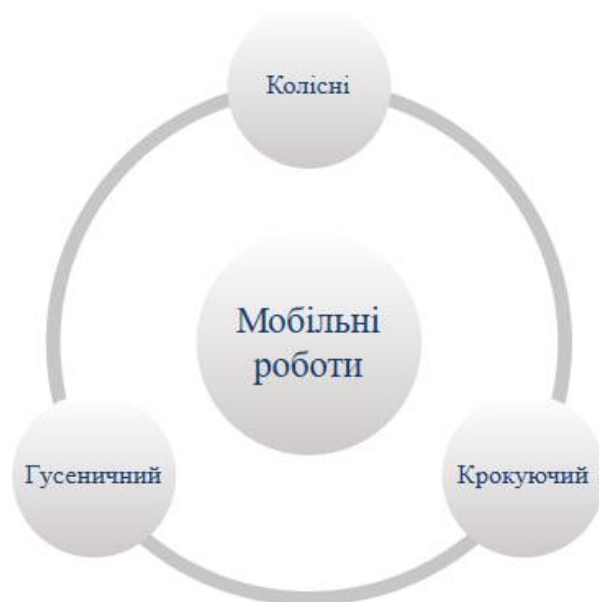 Колісні
Мобільні
роботи
Гусеничний
Крокуючий